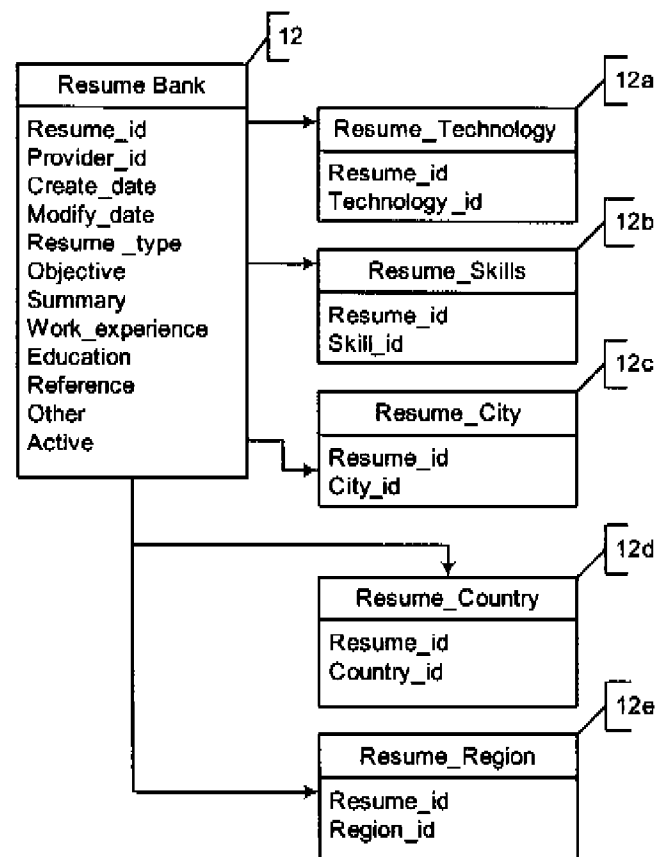 12
Resume Bank
Resume_id
Provider_id
Create_date
Modify_date
Resume _type
Objective
Summary
Work_experience
Education
Reference
Other
Active
12a
Resume_Technology
Resume_id
Technology _id
12b
Resume_Skills
Resume_id
Skill_id
12c
Resume_City
Resume_id
City_id
12d
Resume_Country
Resume_id
Country_id
12e
Resume_Region
Resume_id
Region_id